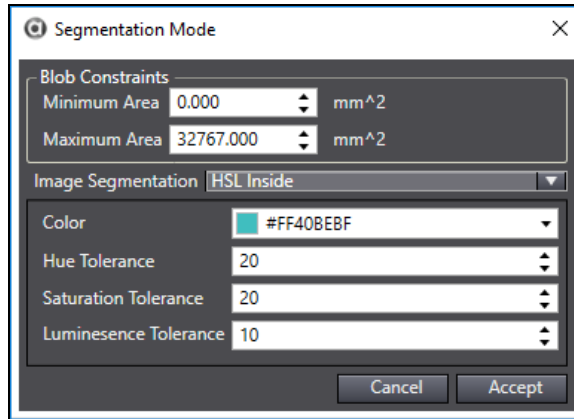 Segmentation Mode
Blob Constraints
Minimum Area 0.000 mm^2
Maximum Area 32767.000 mm^2
Image Segmentation HSL Inside
Color #FF40BEBF
Hue Tolerance 20
Saturation Tolerance 20
Luminesence Tolerance 10
Cancel Accept